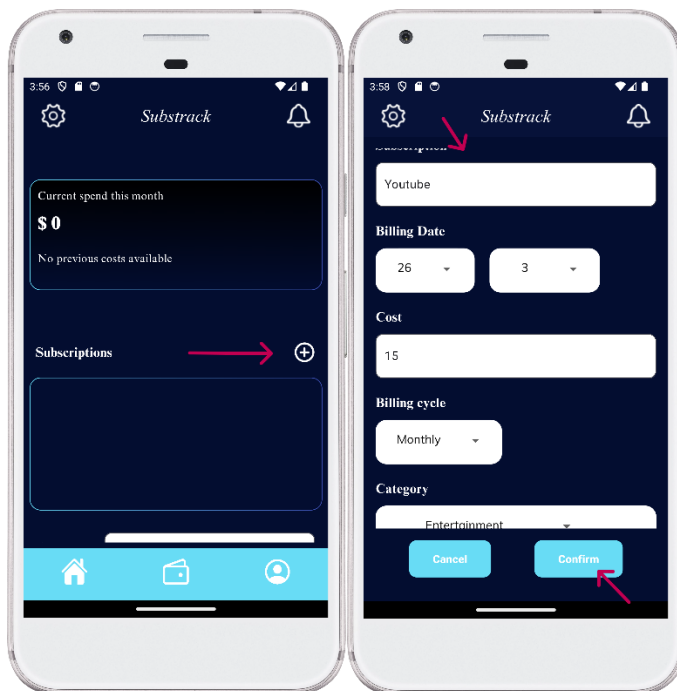 3:56
Substrack
Current spend this month
$ 0
No previous costs available
Subscriptions
3:58
Substrack
Subscription
Youtube
Billing Date
26
3
Cost
15
Billing cycle
Monthly
Category
Entertainment
Cancel
Confirm